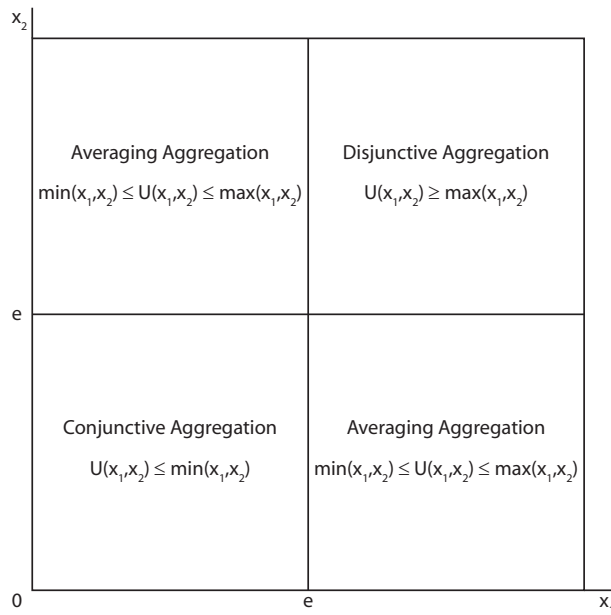 x₂
Averaging Aggregation
min(x₁,x₂) ≤ U(x₁,x₂) ≤ max(x₁,x₂)
Disjunctive Aggregation
U(x₁,x₂) ≥ max(x₁,x₂)
e
Conjunctive Aggregation
U(x₁,x₂) ≤ min(x₁,x₂)
Averaging Aggregation
min(x₁,x₂) ≤ U(x₁,x₂) ≤ max(x₁,x₂)
0
e
x